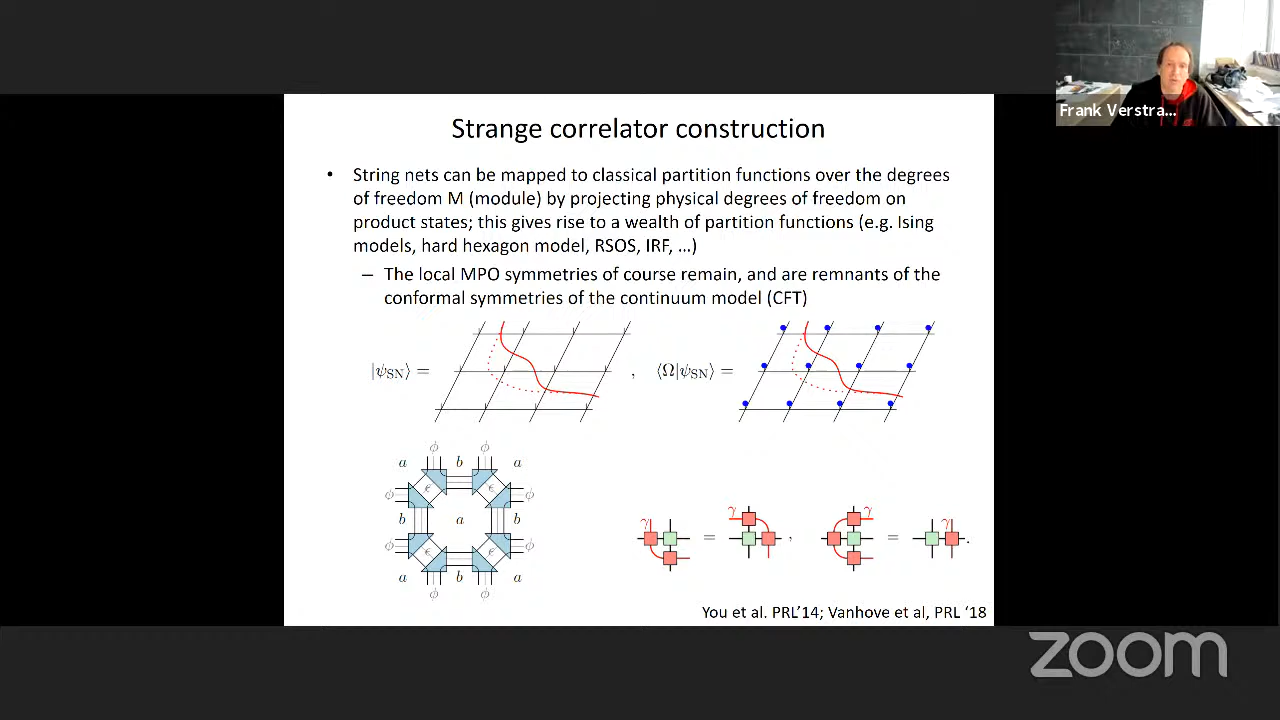 Frank Verstra...
Strange correlator construction
• String nets can be mapped to classical partition functions over the degrees
of freedom M (module) by projecting physical degrees of freedom on
product states; this gives rise to a wealth of partition functions (e.g. Ising
models, hard hexagon model, RSOS, IRF, ...)
– The local MPO symmetries of course remain, and are remnants of the
conformal symmetries of the continuum model (CFT)
|ψSN⟩ = , ⟨Ω|ψSN⟩ =
ϕ ϕ
a b a
ϕ ϵ ϵ ϕ
b a b
ϕ ϵ ϵ ϕ
a b a
ϕ ϕ
γ = γ , γ = γ .
You et al. PRL'14; Vanhove et al, PRL '18
zoom